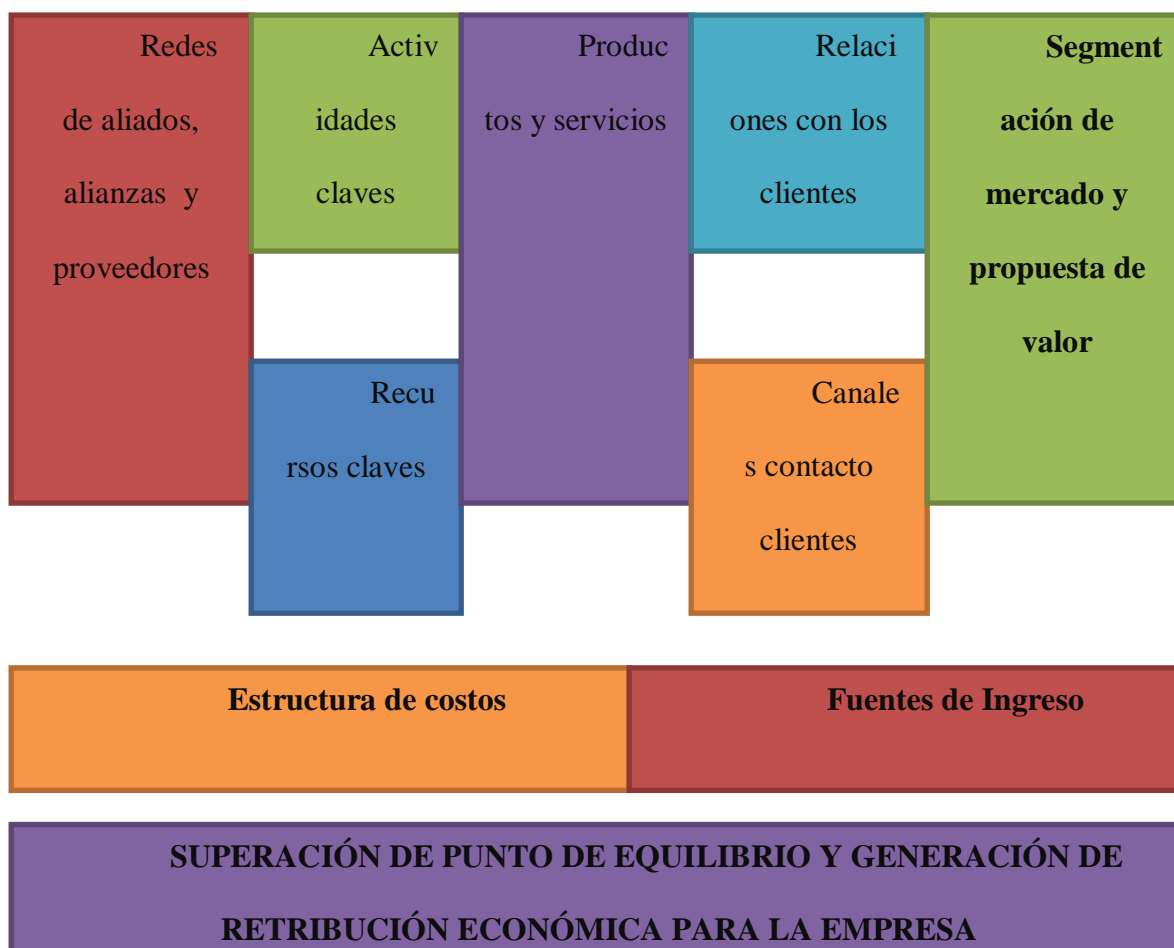 Redes
de aliados,
alianzas y
proveedores
Activ
idades
claves
Recu
rsos claves
Produc
tos y servicios
Relaci
ones con los
clientes
Canale
s contacto
clientes
Segment
ación de
mercado y
propuesta de
valor
Estructura de costos
Fuentes de Ingreso
SUPERACIÓN DE PUNTO DE EQUILIBRIO Y GENERACIÓN DE
RETRIBUCIÓN ECONÓMICA PARA LA EMPRESA